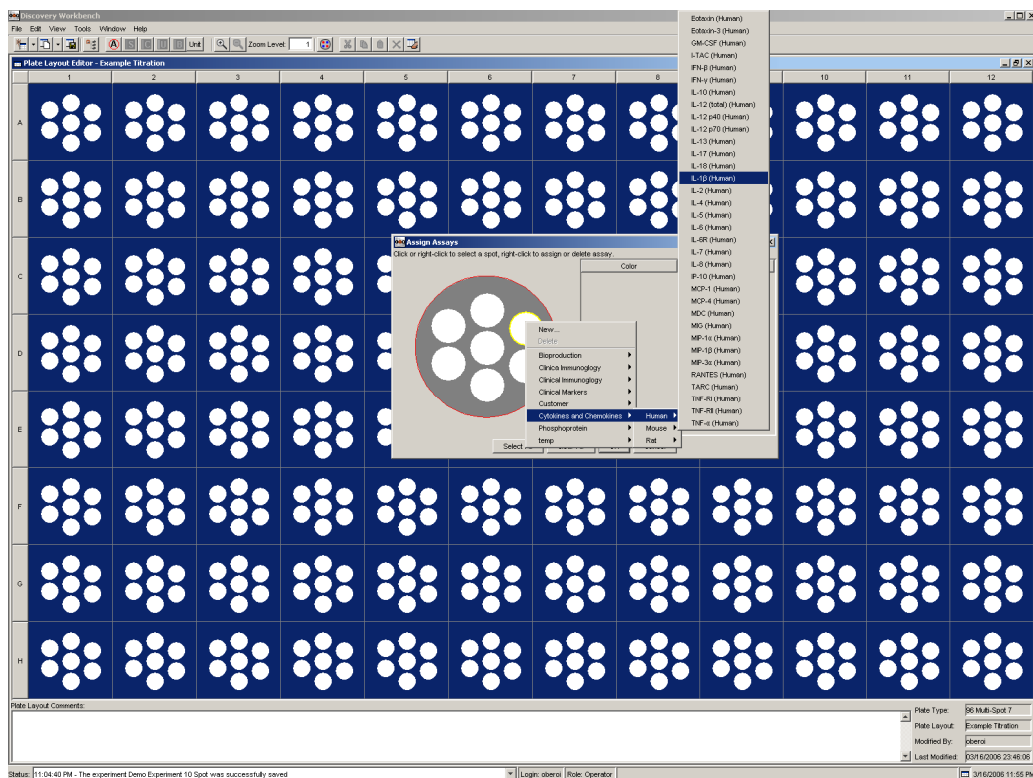 Discovery Workbench
File Edit View Tools Window Help
Unit Zoom Level: 1
Plate Layout Editor - Example Titration
1 2 3 4 5 6 7 8 10 11 12
A
B
C
D
E
F
G
H
Assign Assays
Click or right-click to select a spot, right-click to assign or delete assay.
Color
New...
Delete
Bioproduction
Clinica Immunoglogy
Clinical Immunoglogy
Clinical Markers
Customer
Cytokines and Chemokines
Phosphoprotein
temp
Human
Mouse
Rat
Eotaxin (Human)
Eotaxin-3 (Human)
GM-CSF (Human)
I-TAC (Human)
IFN-β (Human)
IFN-γ (Human)
IL-10 (Human)
IL-12 (total) (Human)
IL-12 p40 (Human)
IL-12 p70 (Human)
IL-13 (Human)
IL-17 (Human)
IL-18 (Human)
IL-1β (Human)
IL-2 (Human)
IL-4 (Human)
IL-5 (Human)
IL-6 (Human)
IL-6R (Human)
IL-7 (Human)
IL-8 (Human)
IP-10 (Human)
MCP-1 (Human)
MCP-4 (Human)
MDC (Human)
MIG (Human)
MIP-1α (Human)
MIP-1β (Human)
MIP-3α (Human)
RANTES (Human)
TARC (Human)
TNF-RI (Human)
TNF-RII (Human)
TNF-α (Human)
Select
Plate Layout Comments:
Plate Type: 96 Multi-Spot 7
Plate Layout: Example Titration
Modified By: oberoi
Last Modified: 03/16/2006 23:46:06
Status: 11:04:40 PM - The experiment Demo Experiment 10 Spot was successfully saved
Login: oberoi Role: Operator
3/16/2006 11:55 PM